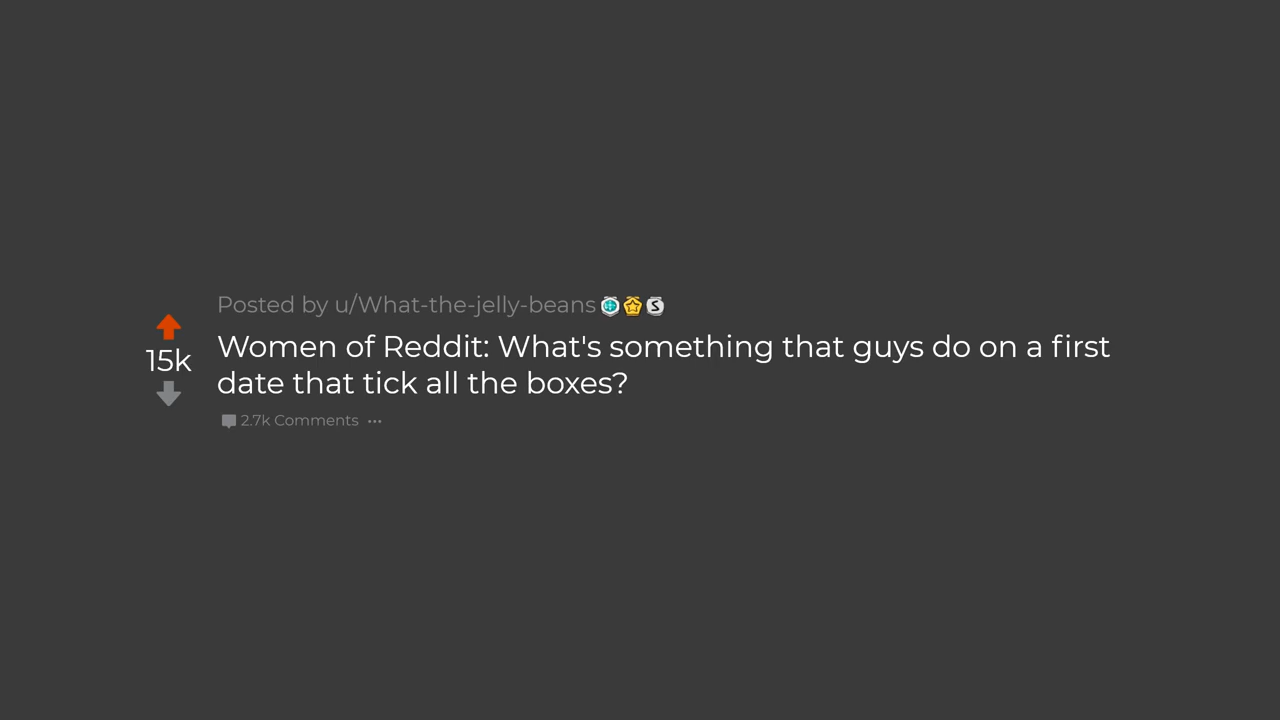 Posted by u/What-the-jelly-beans
15k
Women of Reddit: What's something that guys do on a first
date that tick all the boxes?
2.7k Comments ...